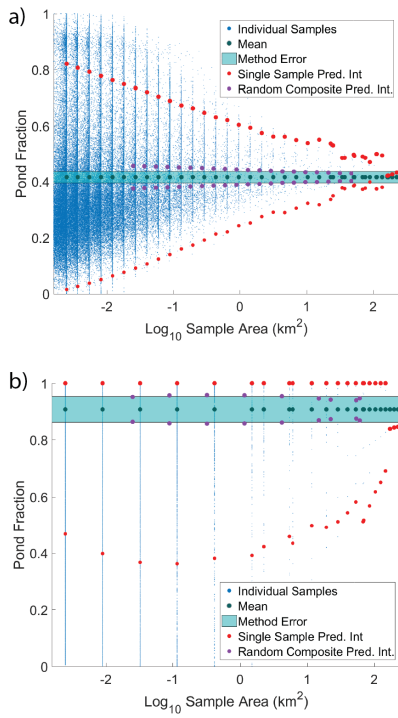 a)
1
0.8
0.6
0.4
0.2
0
Pond Fraction
Individual Samples
Mean
Method Error
Single Sample Pred. Int
Random Composite Pred. Int.
-2
-1
0
1
2
Log10 Sample Area (km2)
b)
1
0.8
0.6
0.4
0.2
0
Pond Fraction
Individual Samples
Mean
Method Error
Single Sample Pred. Int
Random Composite Pred. Int.
-2
-1
0
1
2
Log10 Sample Area (km2)